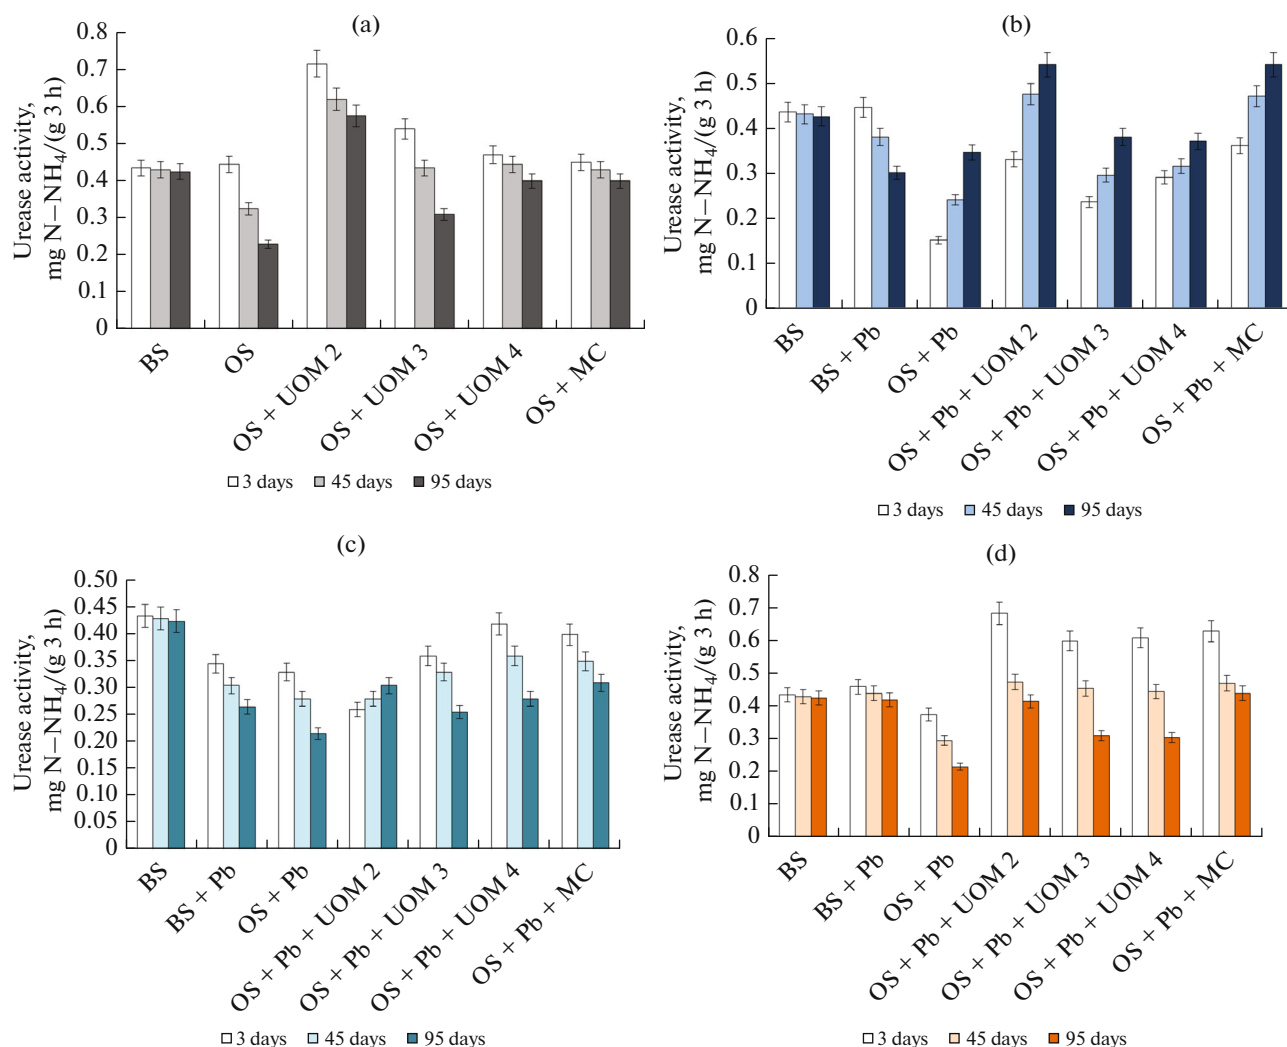 (a)
Urease activity,
mg N−NH4/(g 3 h)
0.8
0.7
0.6
0.5
0.4
0.3
0.2
0.1
0
BS
OS
OS + UOM 2
OS + UOM 3
OS + UOM 4
OS + MC
3 days 45 days 95 days
(b)
Urease activity,
mg N−NH4/(g 3 h)
0.6
0.5
0.4
0.3
0.2
0.1
0
BS
BS + Pb
OS + Pb
OS + Pb + UOM 2
OS + Pb + UOM 3
OS + Pb + UOM 4
OS + Pb + MC
3 days 45 days 95 days
(c)
Urease activity,
mg N−NH4/(g 3 h)
0.50
0.45
0.40
0.35
0.30
0.25
0.20
0.15
0.10
0.05
0
BS
BS + Pb
OS + Pb
OS + Pb + UOM 2
OS + Pb + UOM 3
OS + Pb + UOM 4
OS + Pb + MC
3 days 45 days 95 days
(d)
Urease activity,
mg N−NH4/(g 3 h)
0.8
0.7
0.6
0.5
0.4
0.3
0.2
0.1
0
BS
BS + Pb
OS + Pb
OS + Pb + UOM 2
OS + Pb + UOM 3
OS + Pb + UOM 4
OS + Pb + MC
3 days 45 days 95 days